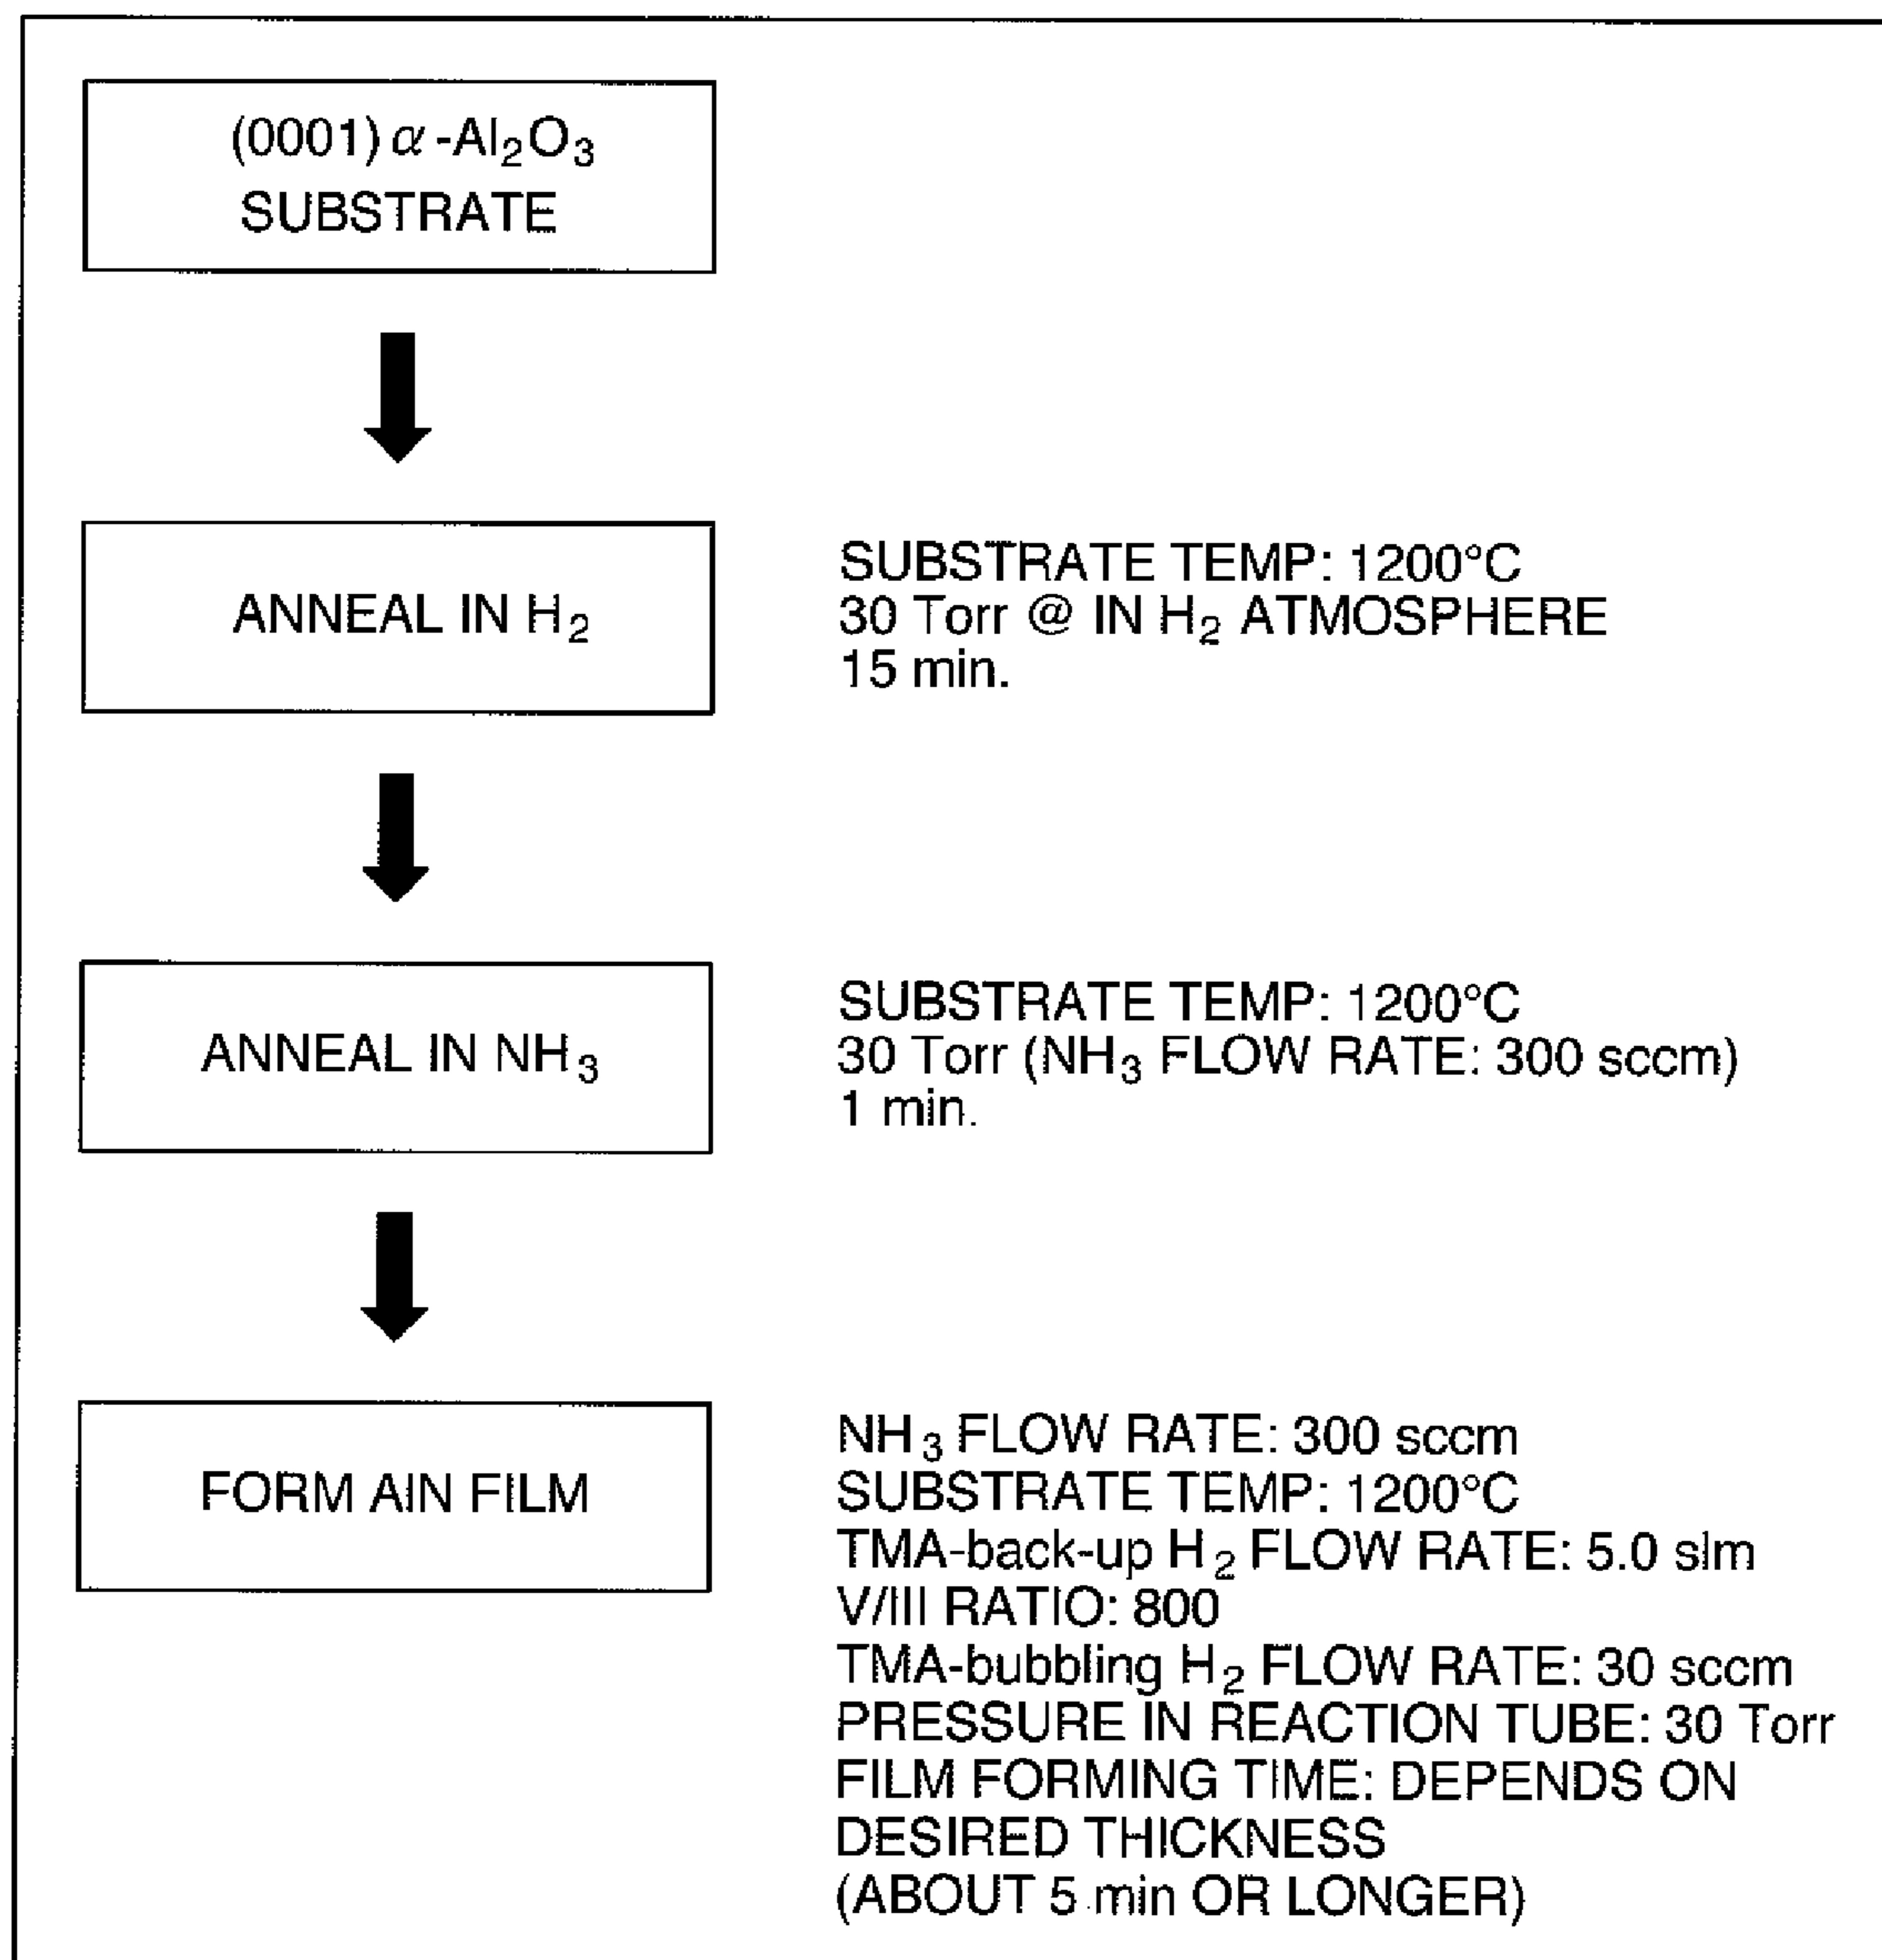 (0001) α-Al₂O₃
SUBSTRATE
ANNEAL IN H₂
SUBSTRATE TEMP: 1200°C
30 Torr @ IN H₂ ATMOSPHERE
15 min.
ANNEAL IN NH₃
SUBSTRATE TEMP: 1200°C
30 Torr (NH₃ FLOW RATE: 300 sccm)
1 min.
FORM AlN FILM
NH₃ FLOW RATE: 300 sccm
SUBSTRATE TEMP: 1200°C
TMA-back-up H₂ FLOW RATE: 5.0 slm
V/III RATIO: 800
TMA-bubbling H₂ FLOW RATE: 30 sccm
PRESSURE IN REACTION TUBE: 30 Torr
FILM FORMING TIME: DEPENDS ON
DESIRED THICKNESS
(ABOUT 5 min OR LONGER)